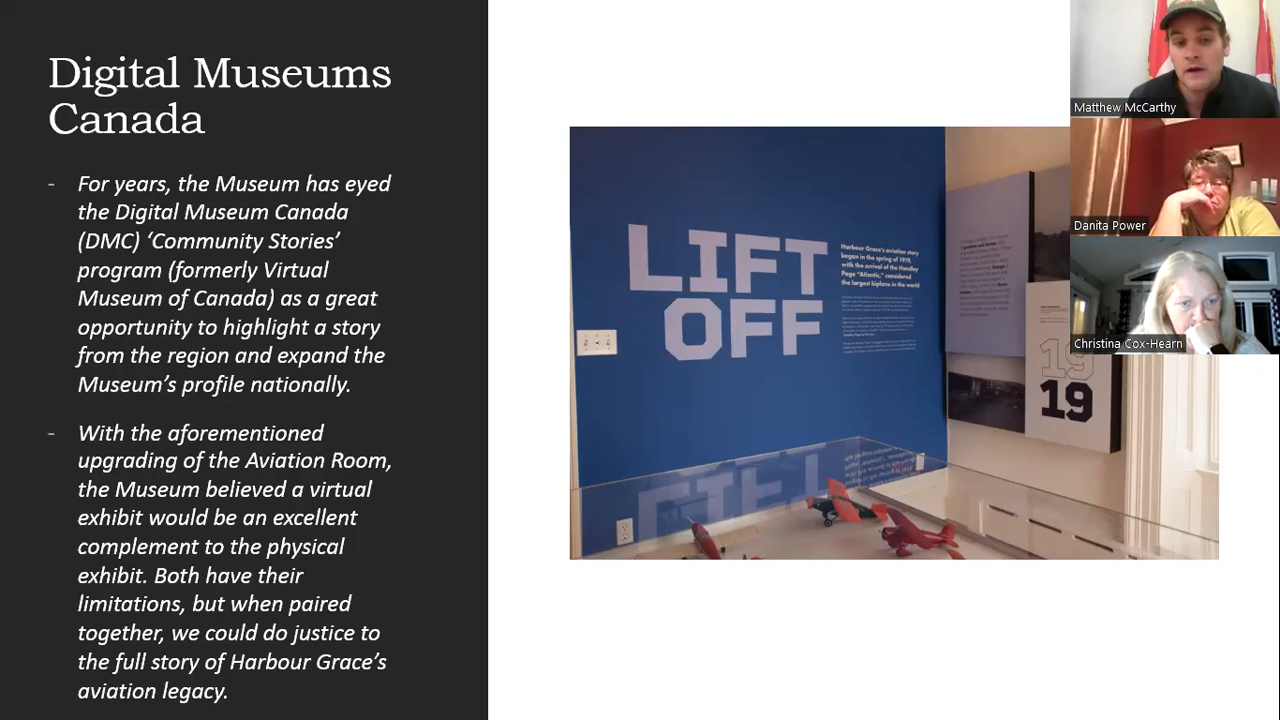 Digital Museums
Canada
- For years, the Museum has eyed
the Digital Museum Canada
(DMC) ‘Community Stories’
program (formerly Virtual
Museum of Canada) as a great
opportunity to highlight a story
from the region and expand the
Museum’s profile nationally.
- With the aforementioned
upgrading of the Aviation Room,
the Museum believed a virtual
exhibit would be an excellent
complement to the physical
exhibit. Both have their
limitations, but when paired
together, we could do justice to
the full story of Harbour Grace’s
aviation legacy.
LIFT
OFF
Harbour Grace's aviation story
began in the spring of 1919,
with the arrival of the Handley
Page "Atlantic," considered
the largest biplane in the world
19
19
Matthew McCarthy
Danita Power
Christina Cox-Hearn